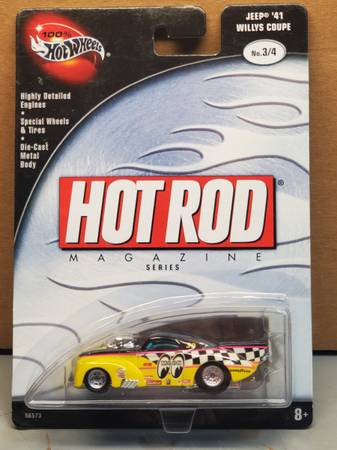 100%
Hot Wheels
JEEP® '41
WILLYS COUPE
No.3/4
Highly Detailed
Engines
•
Special Wheels
& Tires
•
Die-Cast
Metal
Body
HOT ROD®
MAGAZINE
SERIES
MOON
8+